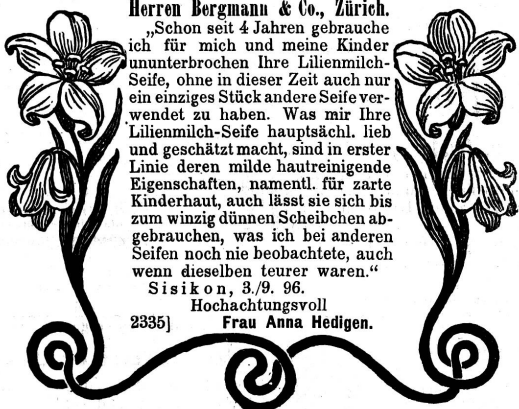 Herren Bergmann & Co., Zürich.
„Schon seit 4 Jahren gebrauche
ich für mich und meine Kinder
ununterbrochen Ihre Lilienmilch-
Seife, ohne in dieser Zeit auch nur
ein einziges Stück andere Seife ver-
wendet zu haben. Was mir Ihre
Lilienmilch-Seife hauptsächl. lieb
und geschätzt macht, sind in erster
Linie deren milde hautreinigende
Eigenschaften, namentl. für zarte
Kinderhaut, auch lässt sie sich bis
zum winzig dünnen Scheibchen ab-
gebrauchen, was ich bei anderen
Seifen noch nie beobachtete, auch
wenn dieselben teurer waren.“
Sisikon, 3./9. 96.
Hochachtungsvoll
2335] Frau Anna Hedigen.